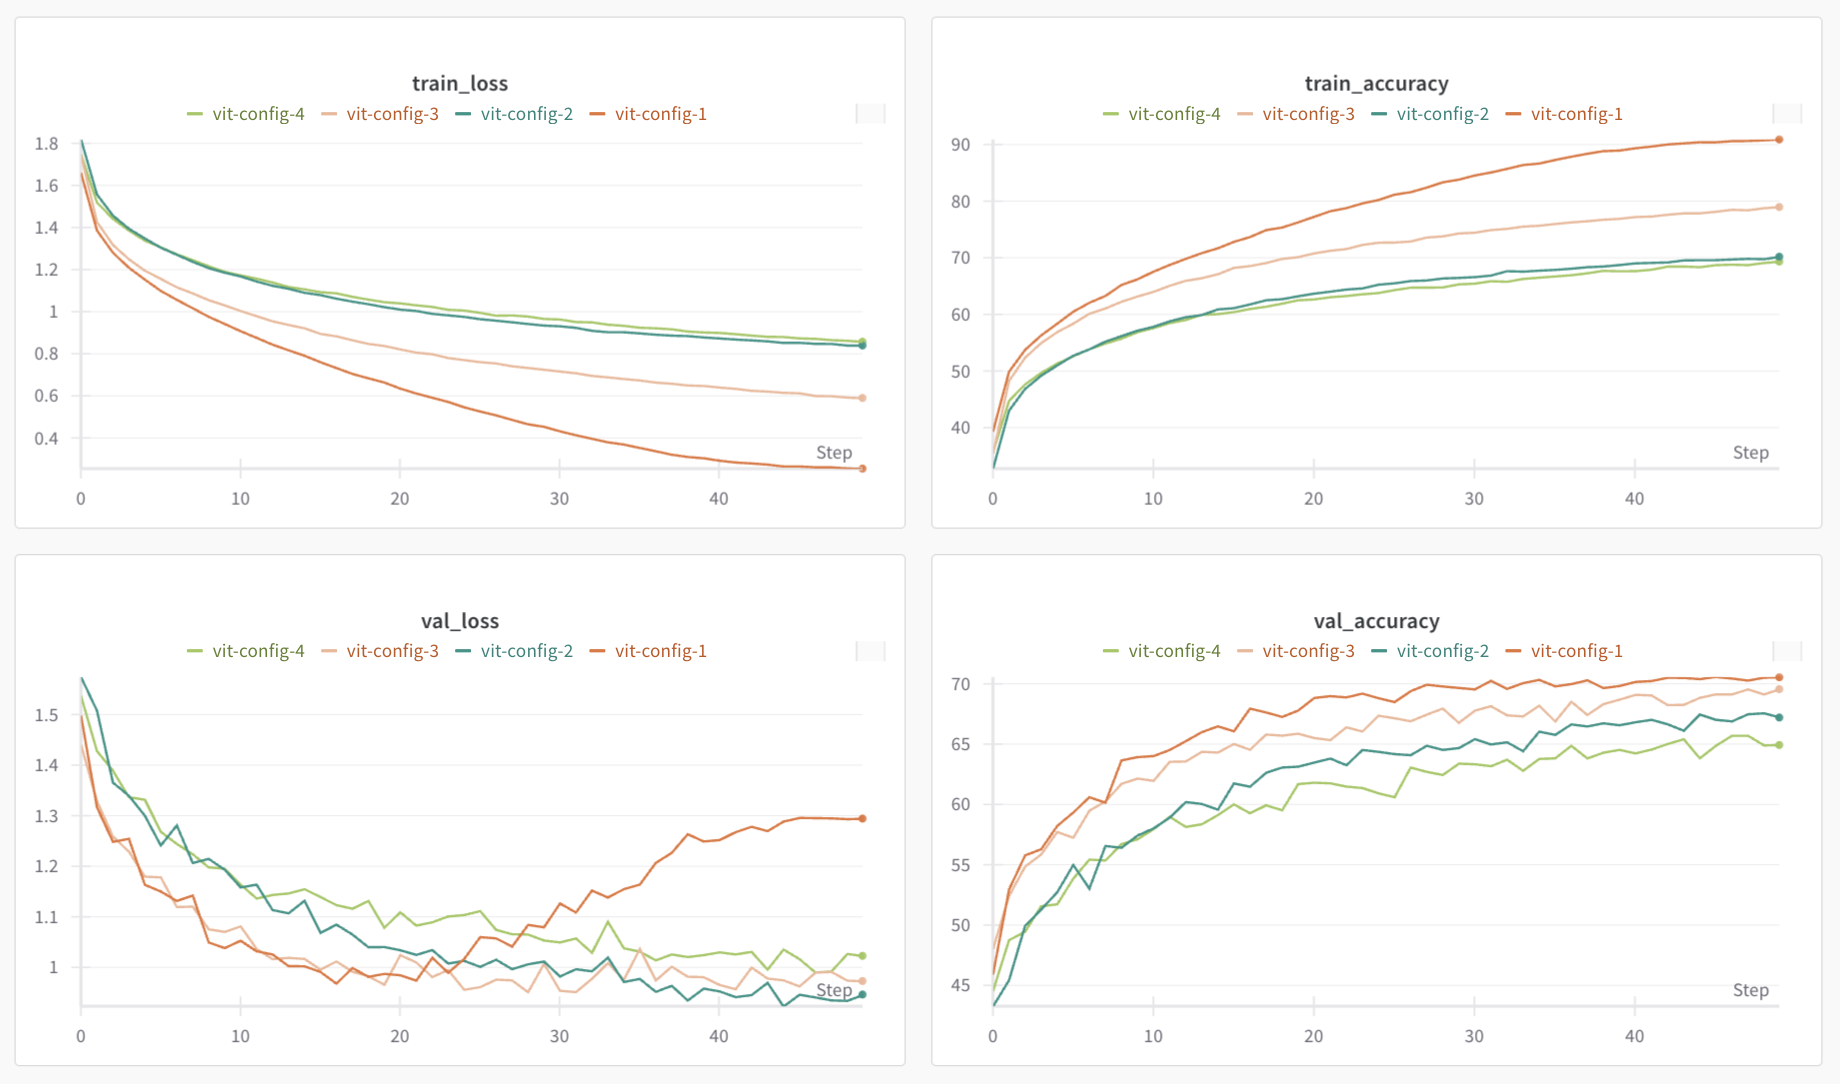 train_loss
vit-config-4 vit-config-3 vit-config-2 vit-config-1
1.8
1.6
1.4
1.2
1
0.8
0.6
0.4
Step
0 10 20 30 40
train_accuracy
vit-config-4 vit-config-3 vit-config-2 vit-config-1
90
80
70
60
50
40
Step
0 10 20 30 40
val_loss
vit-config-4 vit-config-3 vit-config-2 vit-config-1
1.5
1.4
1.3
1.2
1.1
1
Step
0 10 20 30 40
val_accuracy
vit-config-4 vit-config-3 vit-config-2 vit-config-1
70
65
60
55
50
45
Step
0 10 20 30 40